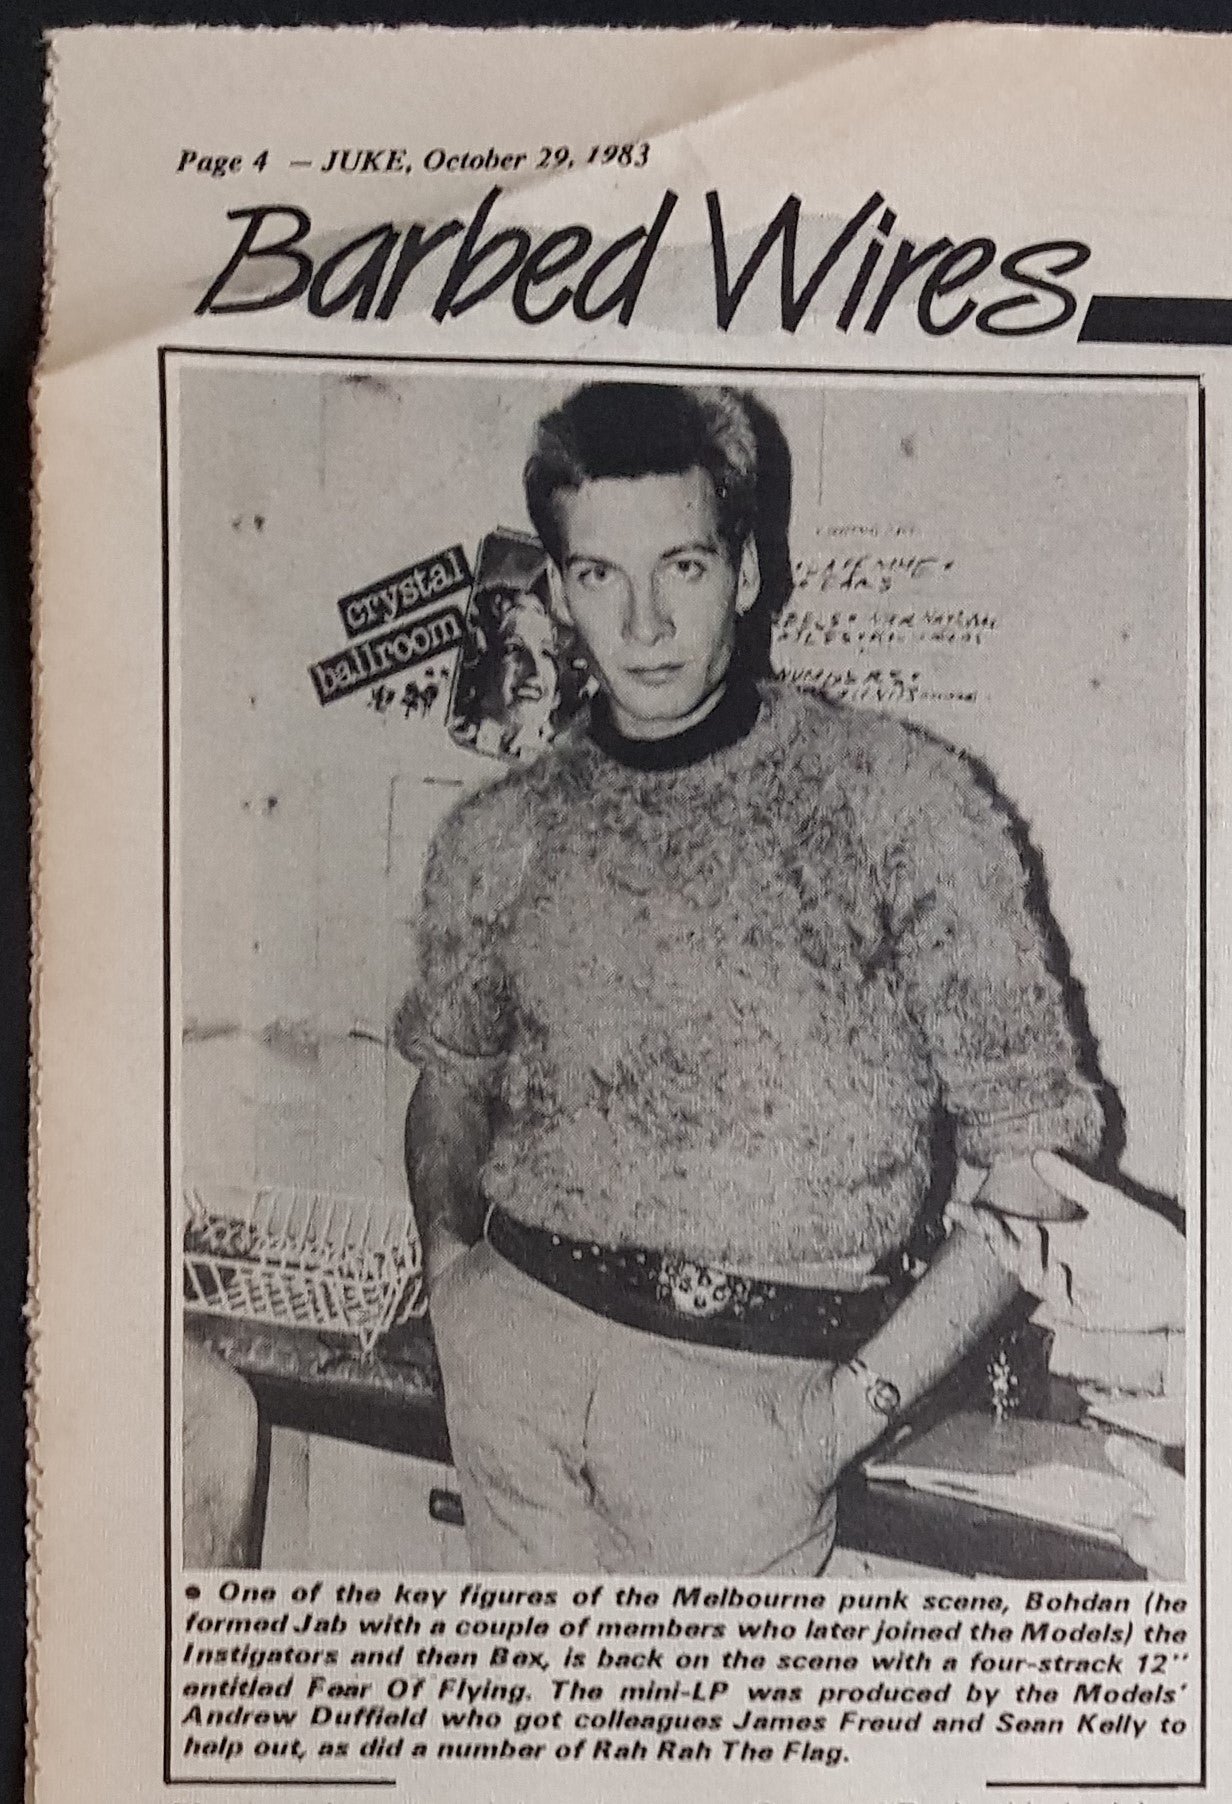 Page 4 — JUKE, October 29, 1983
Barbed Wires
crystal
ballroom
• One of the key figures of the Melbourne punk scene, Bohdan (he
formed Jab with a couple of members who later joined the Models) the
Instigators and then Bex, is back on the scene with a four-strack 12''
entitled Fear Of Flying. The mini-LP was produced by the Models'
Andrew Duffield who got colleagues James Freud and Sean Kelly to
help out, as did a number of Rah Rah The Flag.